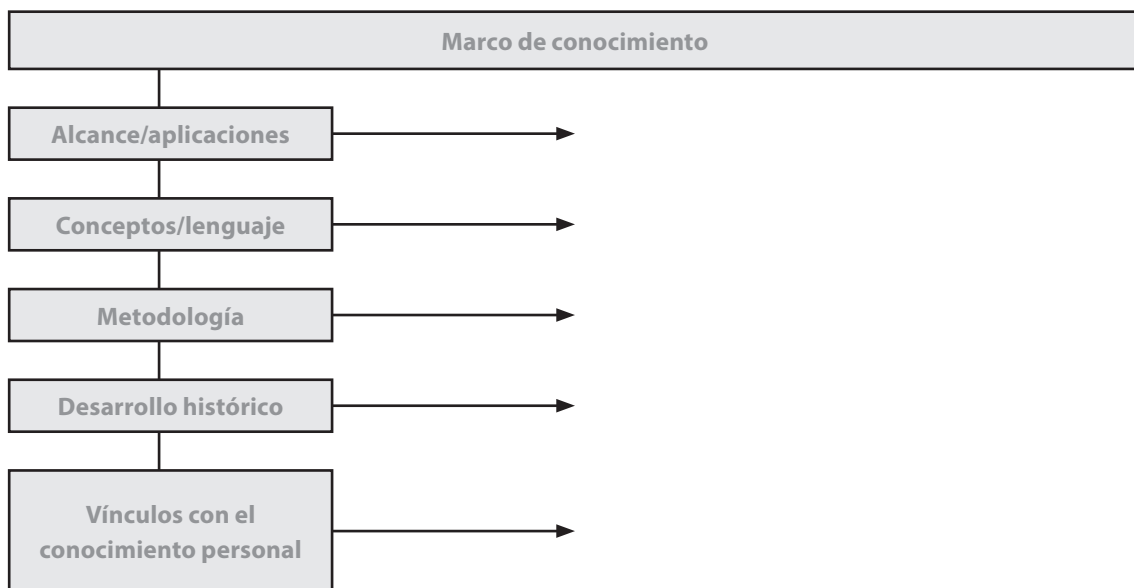 Marco de conocimiento
Alcance/aplicaciones
Conceptos/lenguaje
Metodología
Desarrollo histórico
Vínculos con el
conocimiento personal